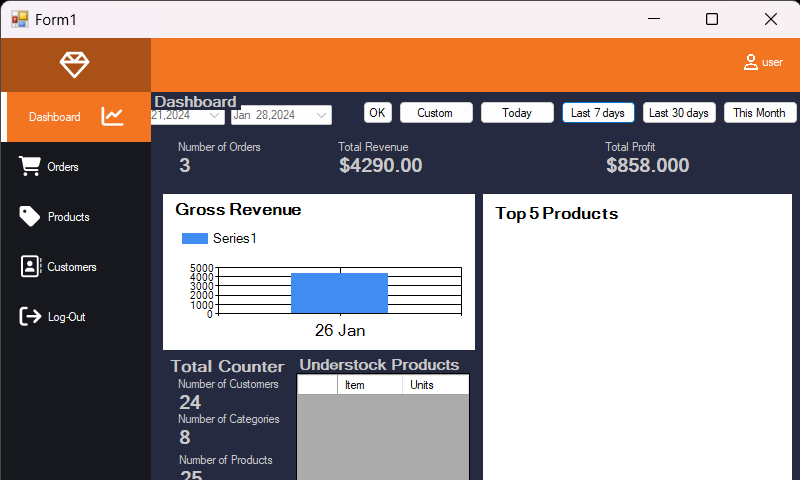 Form1
user
Dashboard
Dashboard
21,2024
Jan 28,2024
OK
Custom
Today
Last 7 days
Last 30 days
This Month
Orders
Products
Customers
Log-Out
Number of Orders
3
Total Revenue
$4290.00
Total Profit
$858.000
Gross Revenue
Series1
5000
4000
3000
2000
1000
0
26 Jan
Top 5 Products
Total Counter
Number of Customers
24
Number of Categories
8
Number of Products
25
Understock Products
Item Units